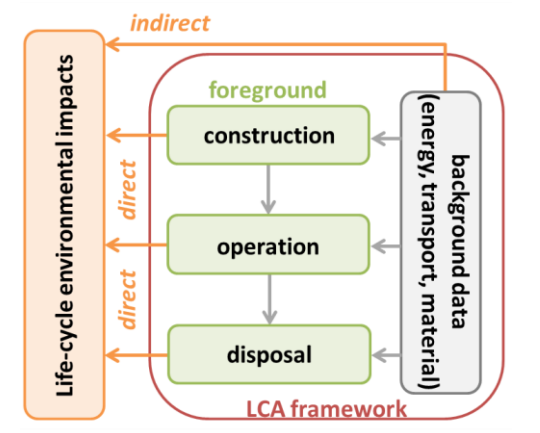 indirect
Life-cycle environmental impacts
foreground
construction
direct
operation
direct
disposal
background data
(energy, transport, material)
LCA framework